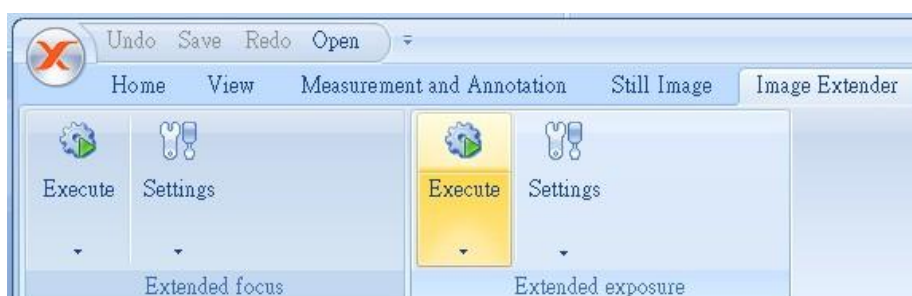 Undo Save Redo Open
Home View Measurement and Annotation Still Image Image Extender
Execute Settings Execute Settings
Extended focus Extended exposure